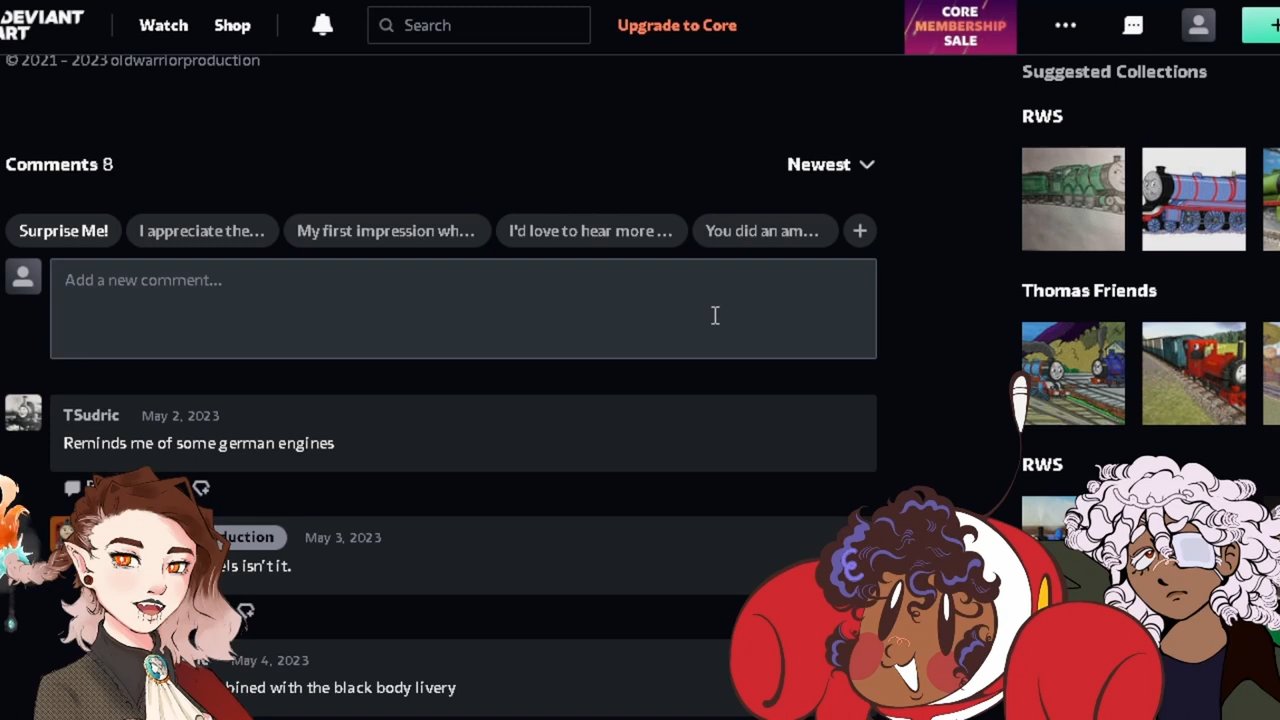 DEVIANT
ART
Watch
Shop
Search
Upgrade to Core
CORE
MEMBERSHIP
SALE
© 2021 - 2023 oldwarriorproduction
Suggested Collections
RWS
Comments 8
Newest
Surprise Me!
I appreciate the...
My first impression wh...
I'd love to hear more ...
You did an am...
Add a new comment...
Thomas Friends
TSudric May 2, 2023
Reminds me of some german engines
RWS
duction May 3, 2023
els isn't it.
May 4, 2023
bined with the black body livery